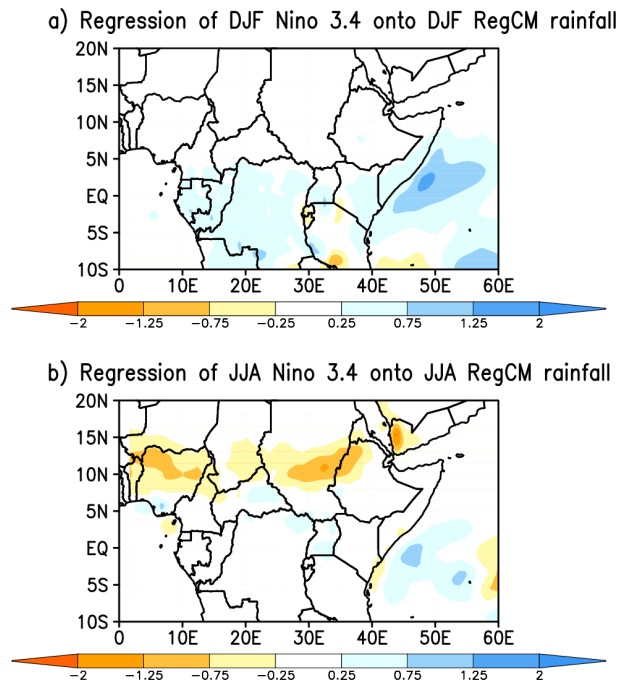 a) Regression of DJF Nino 3.4 onto DJF RegCM rainfall
20N
15N
10N
5N
EQ
5S
10S
0 10E 20E 30E 40E 50E 60E
-2 -1.25 -0.75 -0.25 0.25 0.75 1.25 2
b) Regression of JJA Nino 3.4 onto JJA RegCM rainfall
20N
15N
10N
5N
EQ
5S
10S
0 10E 20E 30E 40E 50E 60E
-2 -1.25 -0.75 -0.25 0.25 0.75 1.25 2